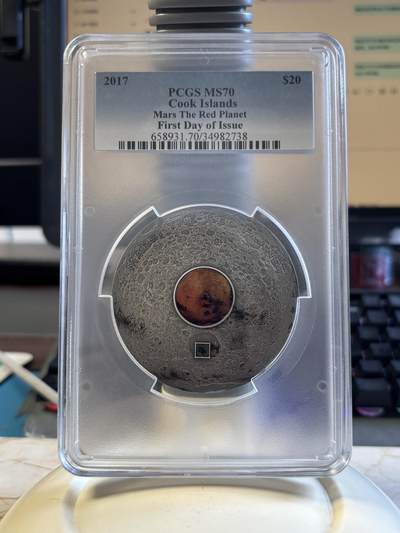 2017 $20
PCGS MS70
Cook Islands
Mars The Red Planet
First Day of Issue
658931.70/34982738